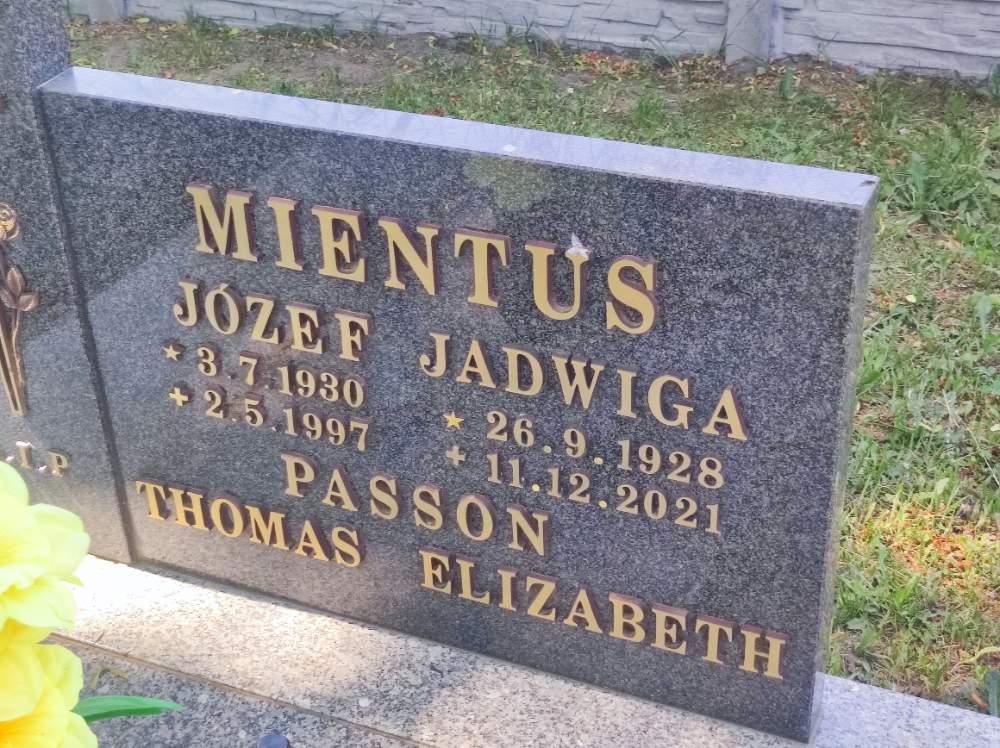 MIENTUS
JÓZEF JADWIGA
★ 3.7.1930 ★ 26.9.1928
+ 2.5.1997 + 11.12.2021
PASSON
THOMAS ELIZABETH
I.P